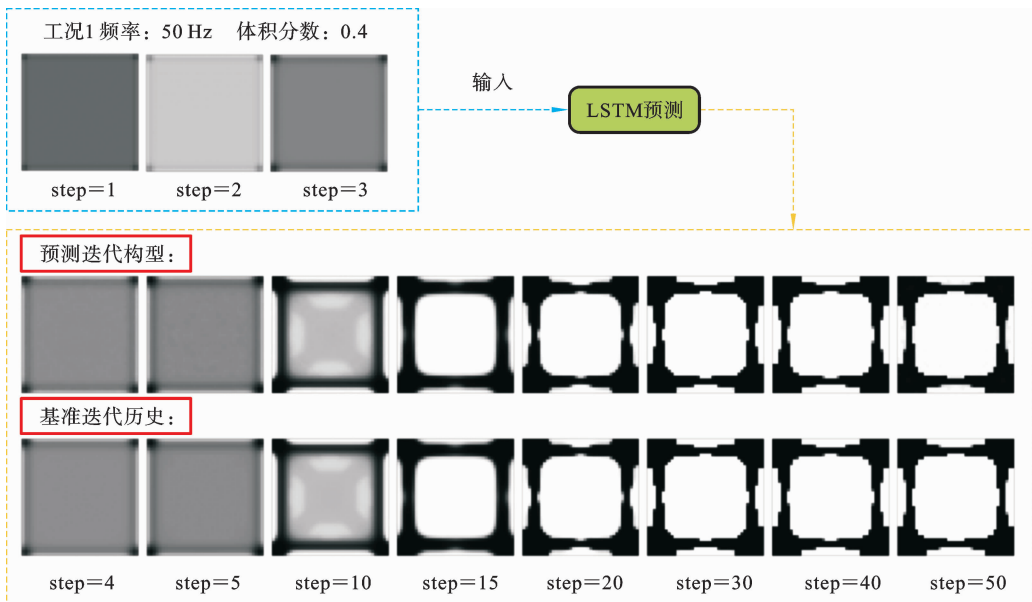 工况1 频率：50 Hz 体积分数：0.4
step＝1 step＝2 step＝3
输入
LSTM预测
预测迭代构型：
基准迭代历史：
step＝4 step＝5 step＝10 step＝15 step＝20 step＝30 step＝40 step＝50